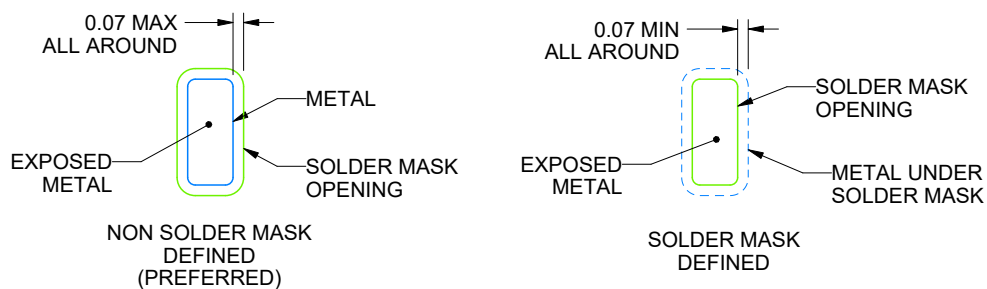 0.07 MAX
ALL AROUND
METAL
EXPOSED
METAL
SOLDER MASK
OPENING
NON SOLDER MASK
DEFINED
(PREFERRED)
0.07 MIN
ALL AROUND
SOLDER MASK
OPENING
EXPOSED
METAL
METAL UNDER
SOLDER MASK
SOLDER MASK
DEFINED